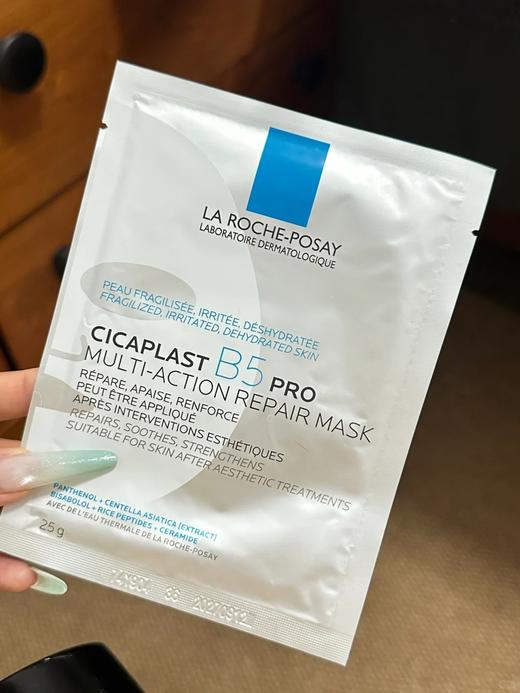 LA ROCHE-POSAY
LABORATOIRE DERMATOLOGIQUE
PEAU FRAGILISÉE, IRRITÉE, DÉSHYDRATÉE
FRAGILIZED, IRRITATED, DEHYDRATED SKIN
CICAPLAST B5 PRO
MULTI-ACTION REPAIR MASK
RÉPARE, APAISE, RENFORCE
PEUT ÊTRE APPLIQUÉ
APRÈS INTERVENTIONS ESTHÉTIQUES
REPAIRS, SOOTHES, STRENGTHENS
SUITABLE FOR SKIN AFTER AESTHETIC TREATMENTS
PANTHENOL + CENTELLA ASIATICA [EXTRACT]
BISABOLOL + RICE PEPTIDES + CERAMIDE
AVEC DE L'EAU THERMALE DE LA ROCHE-POSAY
25 g